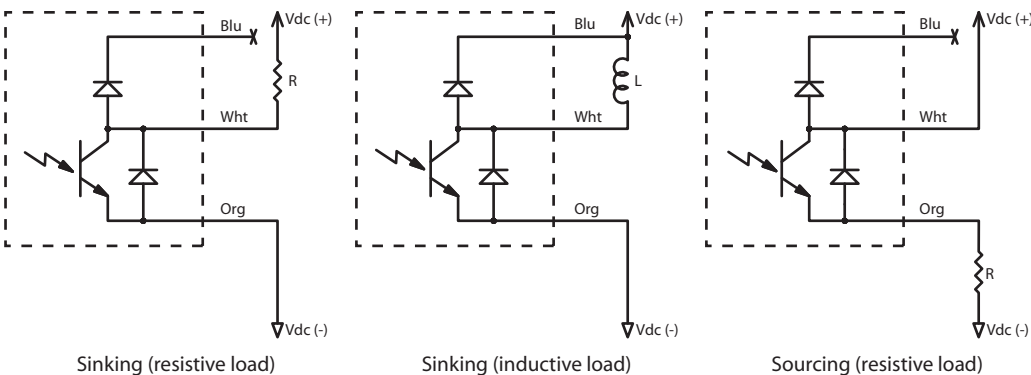 Blu
Vdc (+)
R
Wht
Org
Vdc (-)
Sinking (resistive load)
Blu
Vdc (+)
L
Wht
Org
Vdc (-)
Sinking (inductive load)
Blu
Vdc (+)
Wht
Org
R
Vdc (-)
Sourcing (resistive load)